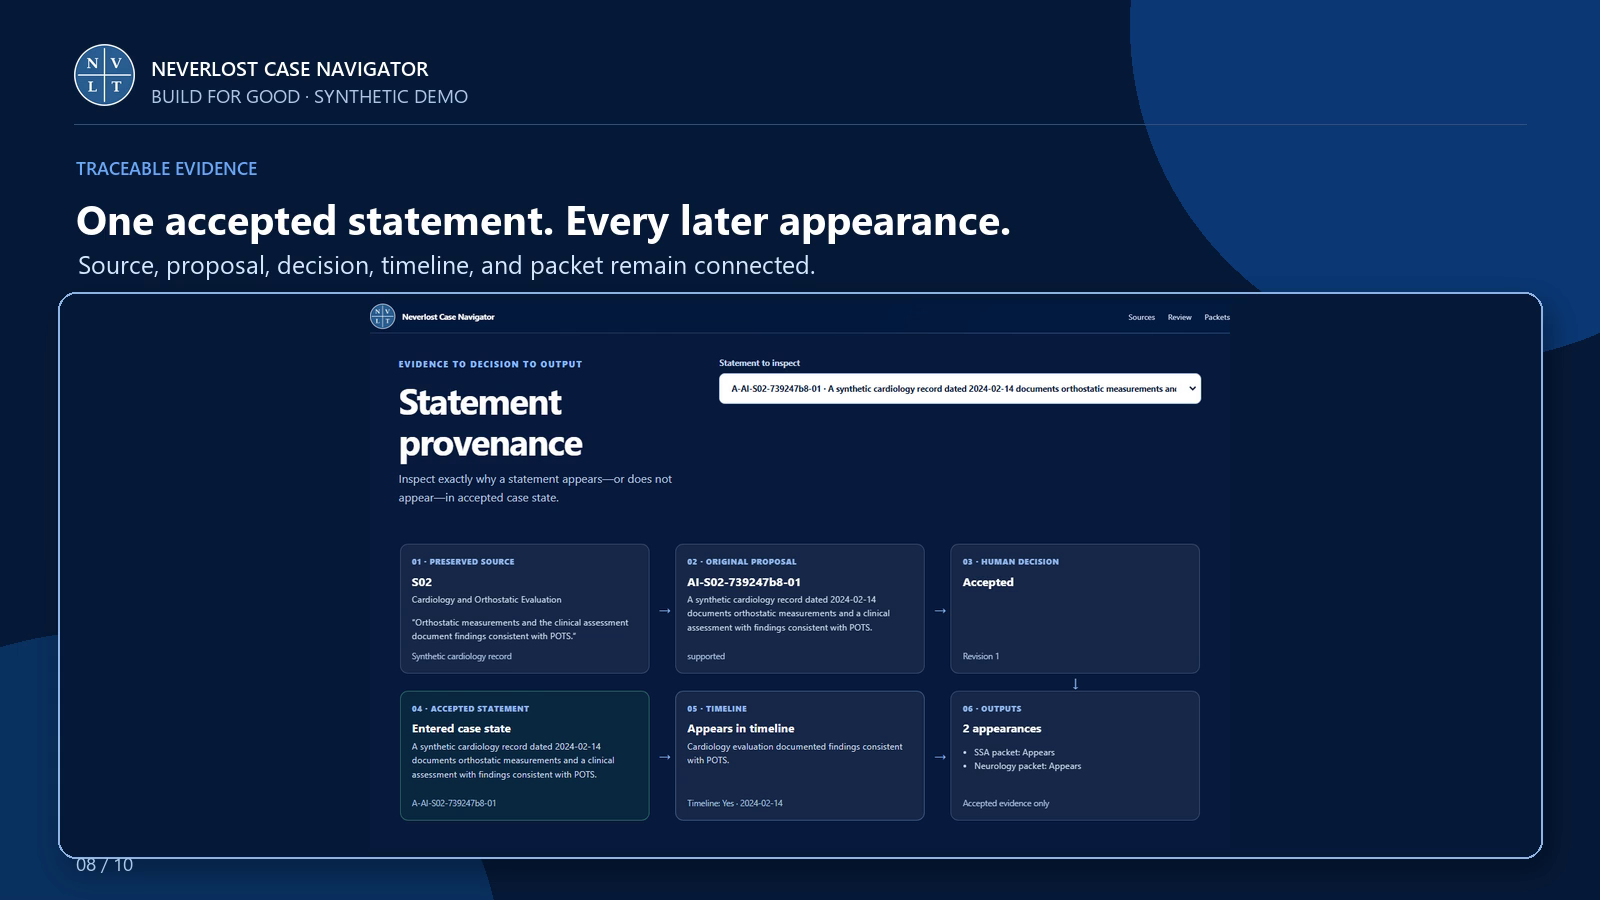 N V
L T
NEVERLOST CASE NAVIGATOR
BUILD FOR GOOD · SYNTHETIC DEMO
TRACEABLE EVIDENCE
One accepted statement. Every later appearance.
Source, proposal, decision, timeline, and packet remain connected.
N V
L T
Neverlost Case Navigator
Sources Review Packets
EVIDENCE TO DECISION TO OUTPUT
Statement
provenance
Inspect exactly why a statement appears—or does not
appear—in accepted case state.
Statement to inspect
A-AI-S02-739247b8-01 · A synthetic cardiology record dated 2024-02-14 documents orthostatic measurements and
01 · PRESERVED SOURCE
S02
Cardiology and Orthostatic Evaluation
“Orthostatic measurements and the clinical assessment
document findings consistent with POTS.”
Synthetic cardiology record
→
02 · ORIGINAL PROPOSAL
AI-S02-739247b8-01
A synthetic cardiology record dated 2024-02-14
documents orthostatic measurements and a clinical
assessment with findings consistent with POTS.
supported
→
03 · HUMAN DECISION
Accepted
Revision 1
↓
04 · ACCEPTED STATEMENT
Entered case state
A synthetic cardiology record dated 2024-02-14
documents orthostatic measurements and a clinical
assessment with findings consistent with POTS.
A-AI-S02-739247b8-01
→
05 · TIMELINE
Appears in timeline
Cardiology evaluation documented findings consistent
with POTS.
Timeline: Yes · 2024-02-14
→
06 · OUTPUTS
2 appearances
• SSA packet: Appears
• Neurology packet: Appears
Accepted evidence only
08 / 10